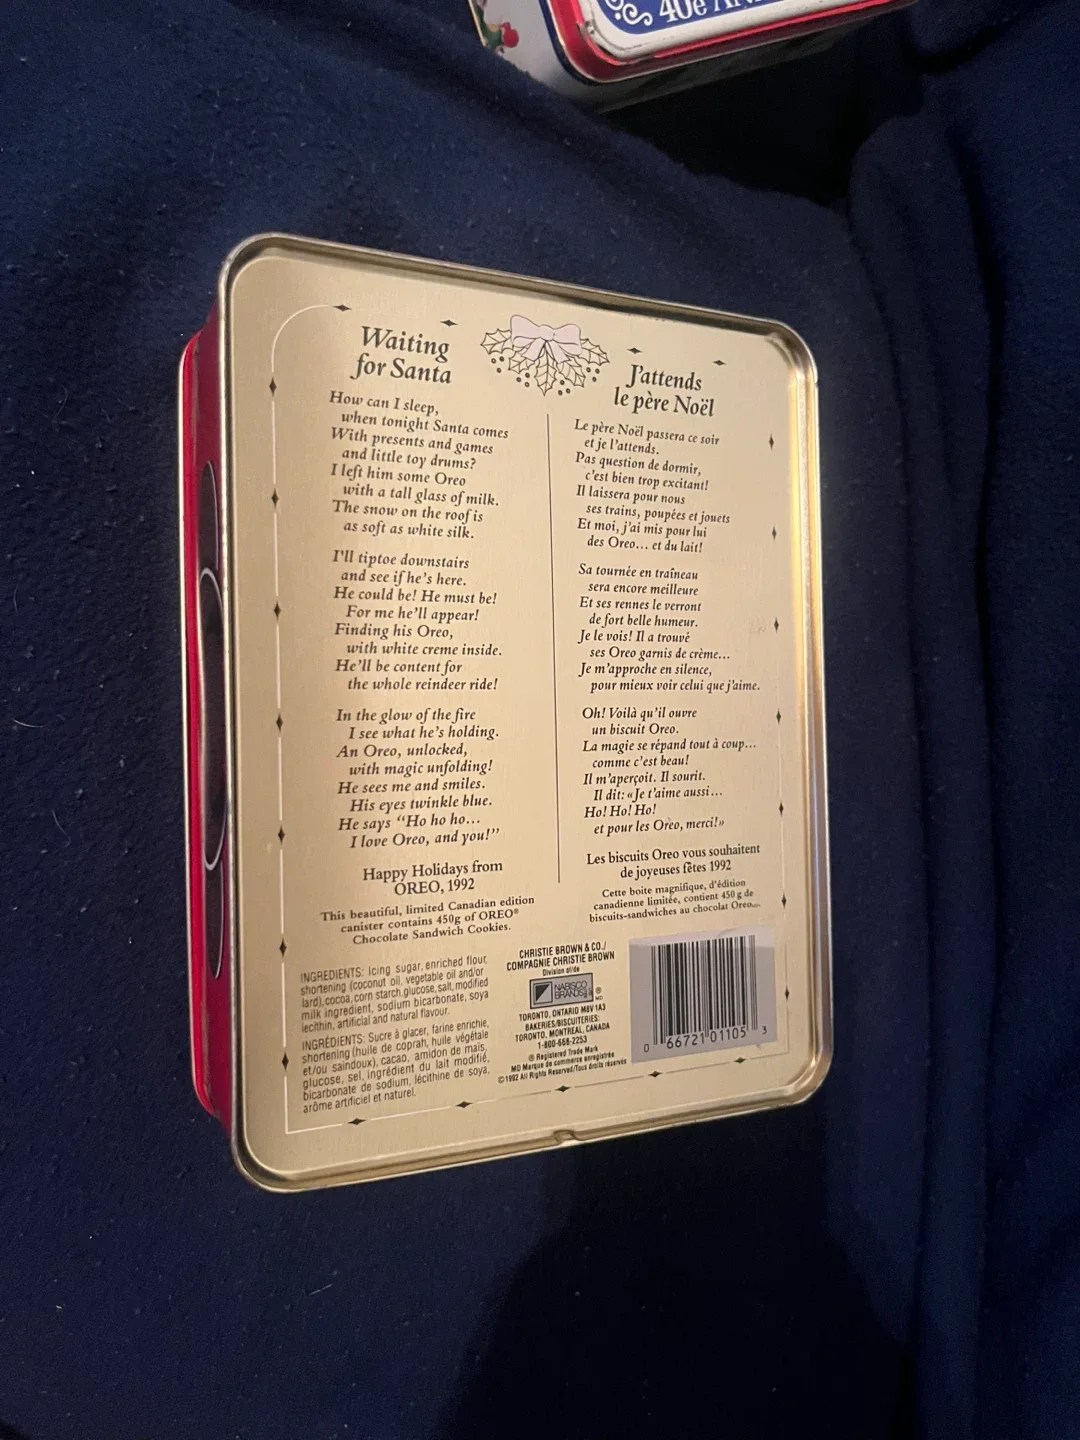 40e
Waiting
for Santa
How can I sleep,
when tonight Santa comes
With presents and games
and little toy drums?
I left him some Oreo
with a tall glass of milk.
The snow on the roof is
as soft as white silk.
I'll tiptoe downstairs
and see if he's here.
He could be! He must be!
For me he'll appear!
Finding his Oreo,
with white creme inside.
He'll be content for
the whole reindeer ride!
In the glow of the fire
I see what he's holding.
An Oreo, unlocked,
with magic unfolding!
He sees me and smiles.
His eyes twinkle blue.
He says "Ho ho ho...
I love Oreo, and you!"
Happy Holidays from
OREO, 1992
This beautiful, limited Canadian edition
canister contains 450g of OREO®
Chocolate Sandwich Cookies.
J'attends
le père Noël
Le père Noël passera ce soir
et je l'attends.
Pas question de dormir,
c'est bien trop excitant!
Il laissera pour nous
ses trains, poupées et jouets
Et moi, j'ai mis pour lui
des Oreo... et du lait!
Sa tournée en traîneau
sera encore meilleure
Et ses rennes le verront
de fort belle humeur.
Je le vois! Il a trouvé
ses Oreo garnis de crème...
Je m'approche en silence,
pour mieux voir celui que j'aime.
Oh! Voilà qu'il ouvre
un biscuit Oreo.
La magie se répand tout à coup...
comme c'est beau!
Il m'aperçoit. Il sourit.
Il dit: «Je t'aime aussi...
Ho! Ho! Ho!
et pour les Oreo, merci!»
Les biscuits Oreo vous souhaitent
de joyeuses fêtes 1992
Cette boite magnifique, d'édition
canadienne limitée, contient 450 g de
biscuits-sandwiches au chocolat Oreo
INGREDIENTS: Icing sugar, enriched flour,
shortening (coconut oil, vegetable oil and/or
lard), cocoa, corn starch, glucose, salt, modified
milk ingredient, sodium bicarbonate, soya
lecithin, artificial and natural flavour.
INGRÉDIENTS: Sucre à glacer, farine enrichie,
shortening (huile de coprah, huile végétale
et/ou saindoux), cacao, amidon de maïs,
glucose, sel, ingrédient du lait modifié,
bicarbonate de sodium, lécithine de soya,
arôme artificiel et naturel.
CHRISTIE BROWN & CO./
COMPAGNIE CHRISTIE BROWN
Division of/de
NABISCO
BRANDS
® MD
TORONTO, ONTARIO M8V 1A3
BAKERIES/BISCUITERIES:
TORONTO, MONTREAL, CANADA
1-800-668-2253
® Registered Trade Mark
MD Marque de commerce enregistrée
©1992 All Rights Reserved/Tous droits réservés
0 66721 01105 3